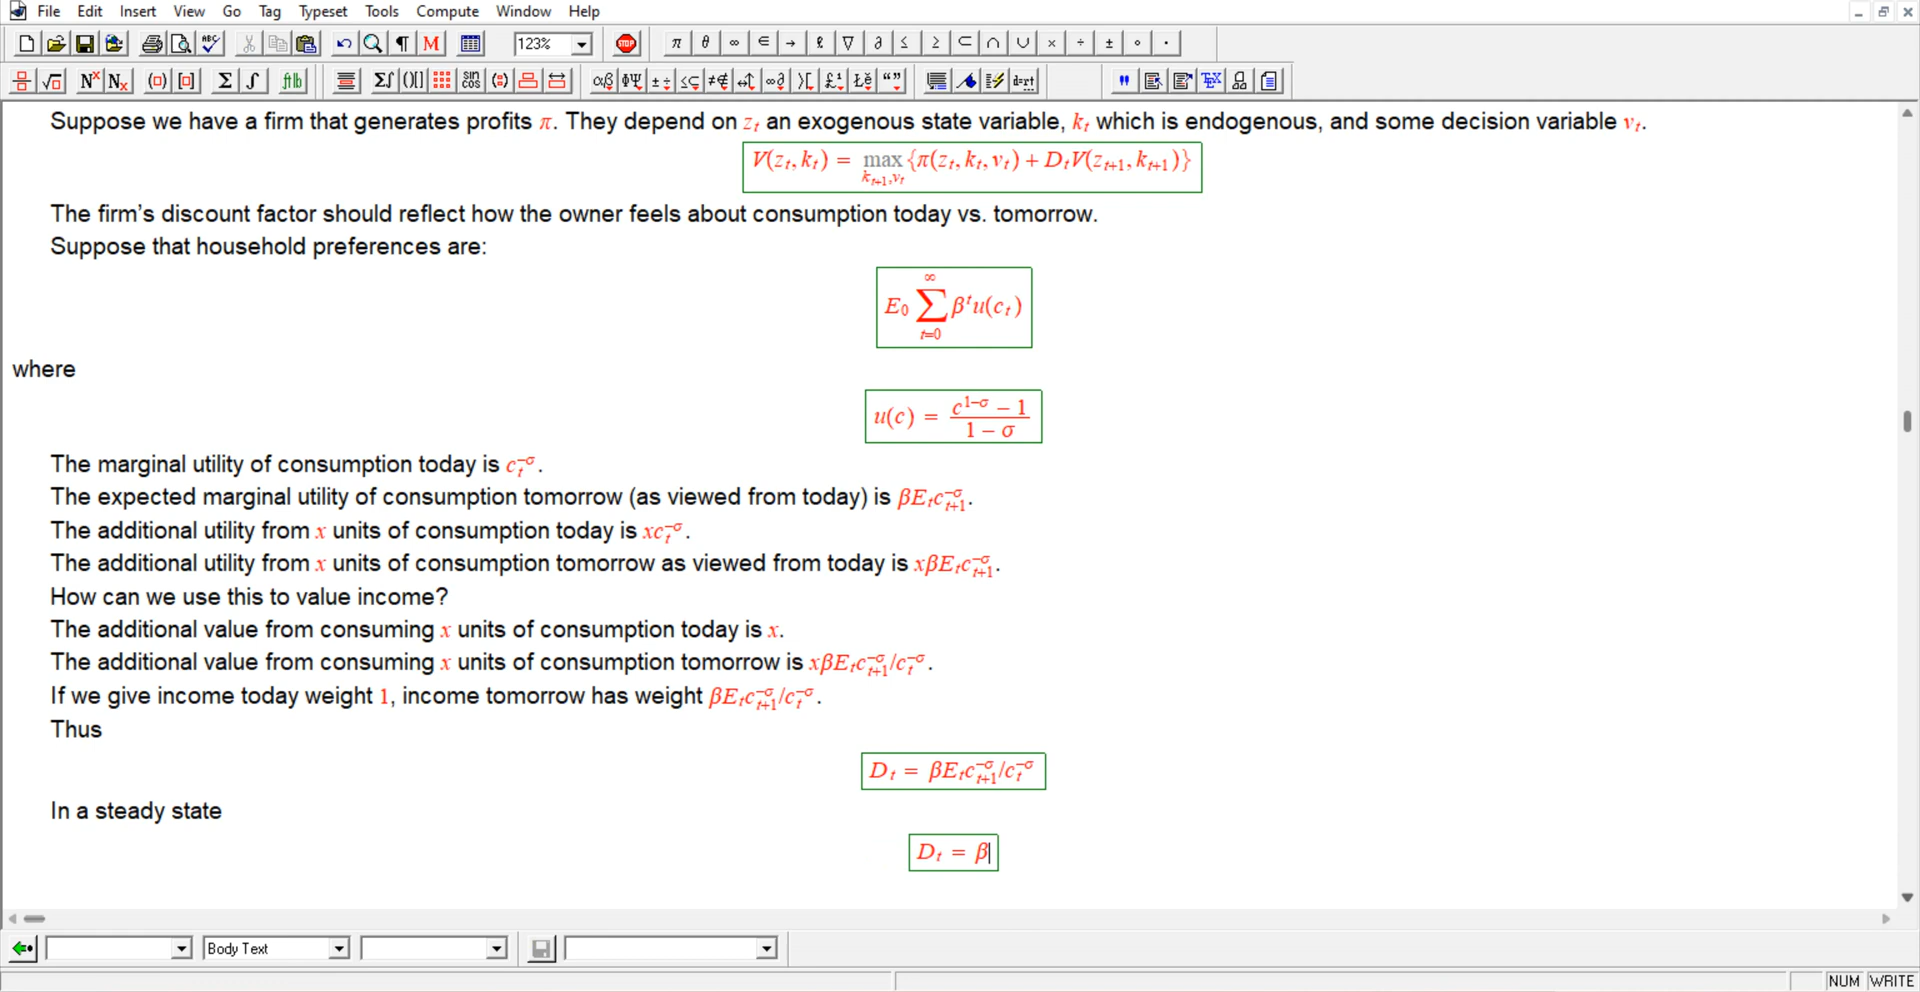 File Edit Insert View Go Tag Typeset Tools Compute Window Help
123% STOP π θ ∞ ∈ → ℓ ∇ ∂ ≤ ≥ ⊂ ∩ ∪ × ÷ ± ∘ ·
Suppose we have a firm that generates profits π. They depend on z_t an exogenous state variable, k_t which is endogenous, and some decision variable v_t.
V(z_t, k_t) = max_{k_{t+1},v_t} {π(z_t, k_t, v_t) + D_t V(z_{t+1}, k_{t+1})}
The firm's discount factor should reflect how the owner feels about consumption today vs. tomorrow.
Suppose that household preferences are:
E_0 ∑_{t=0}^{∞} β^t u(c_t)
where
u(c) = (c^{1−σ} − 1)/(1 − σ)
The marginal utility of consumption today is c_t^{−σ}.
The expected marginal utility of consumption tomorrow (as viewed from today) is βE_t c_{t+1}^{−σ}.
The additional utility from x units of consumption today is xc_t^{−σ}.
The additional utility from x units of consumption tomorrow as viewed from today is xβE_t c_{t+1}^{−σ}.
How can we use this to value income?
The additional value from consuming x units of consumption today is x.
The additional value from consuming x units of consumption tomorrow is xβE_t c_{t+1}^{−σ}/c_t^{−σ}.
If we give income today weight 1, income tomorrow has weight βE_t c_{t+1}^{−σ}/c_t^{−σ}.
Thus
D_t = βE_t c_{t+1}^{−σ}/c_t^{−σ}
In a steady state
D_t = β
Body Text
NUM WRITE